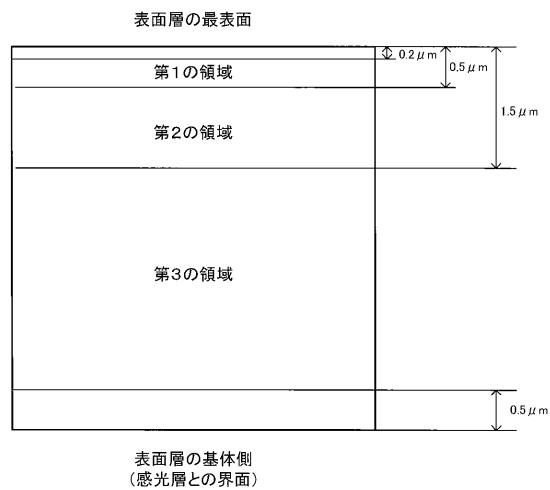 表面層の最表面
0.2μm
第1の領域
0.5μm
1.5μm
第2の領域
第3の領域
0.5μm
表面層の基体側
(感光層との界面)